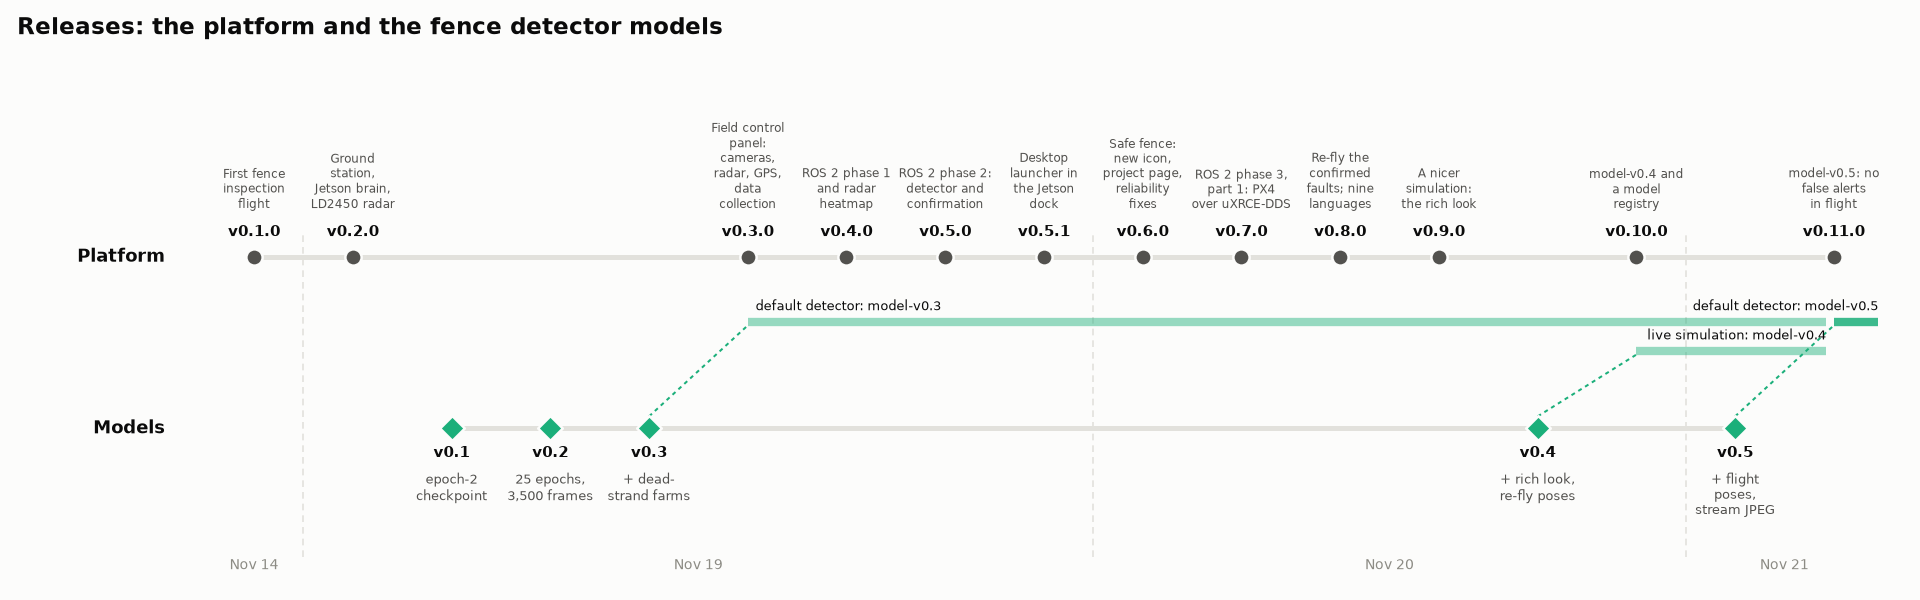 Releases: the platform and the fence detector models
First fence
inspection
flight
v0.1.0
Ground
station,
Jetson brain,
LD2450 radar
v0.2.0
Field control
panel:
cameras,
radar, GPS,
data
collection
v0.3.0
ROS 2 phase 1
and radar
heatmap
v0.4.0
ROS 2 phase 2:
detector and
confirmation
v0.5.0
Desktop
launcher in
the Jetson
dock
v0.5.1
Safe fence:
new icon,
project page,
reliability
fixes
v0.6.0
ROS 2 phase 3,
part 1: PX4
over uXRCE-DDS
v0.7.0
Re-fly the
confirmed
faults; nine
languages
v0.8.0
A nicer
simulation:
the rich look
v0.9.0
model-v0.4 and
a model
registry
v0.10.0
model-v0.5: no
false alerts
in flight
v0.11.0
Platform
default detector: model-v0.3
default detector: model-v0.5
live simulation: model-v0.4
Models
v0.1
epoch-2
checkpoint
v0.2
25 epochs,
3,500 frames
v0.3
+ dead-
strand farms
v0.4
+ rich look,
re-fly poses
v0.5
+ flight
poses,
stream JPEG
Nov 14
Nov 19
Nov 20
Nov 21